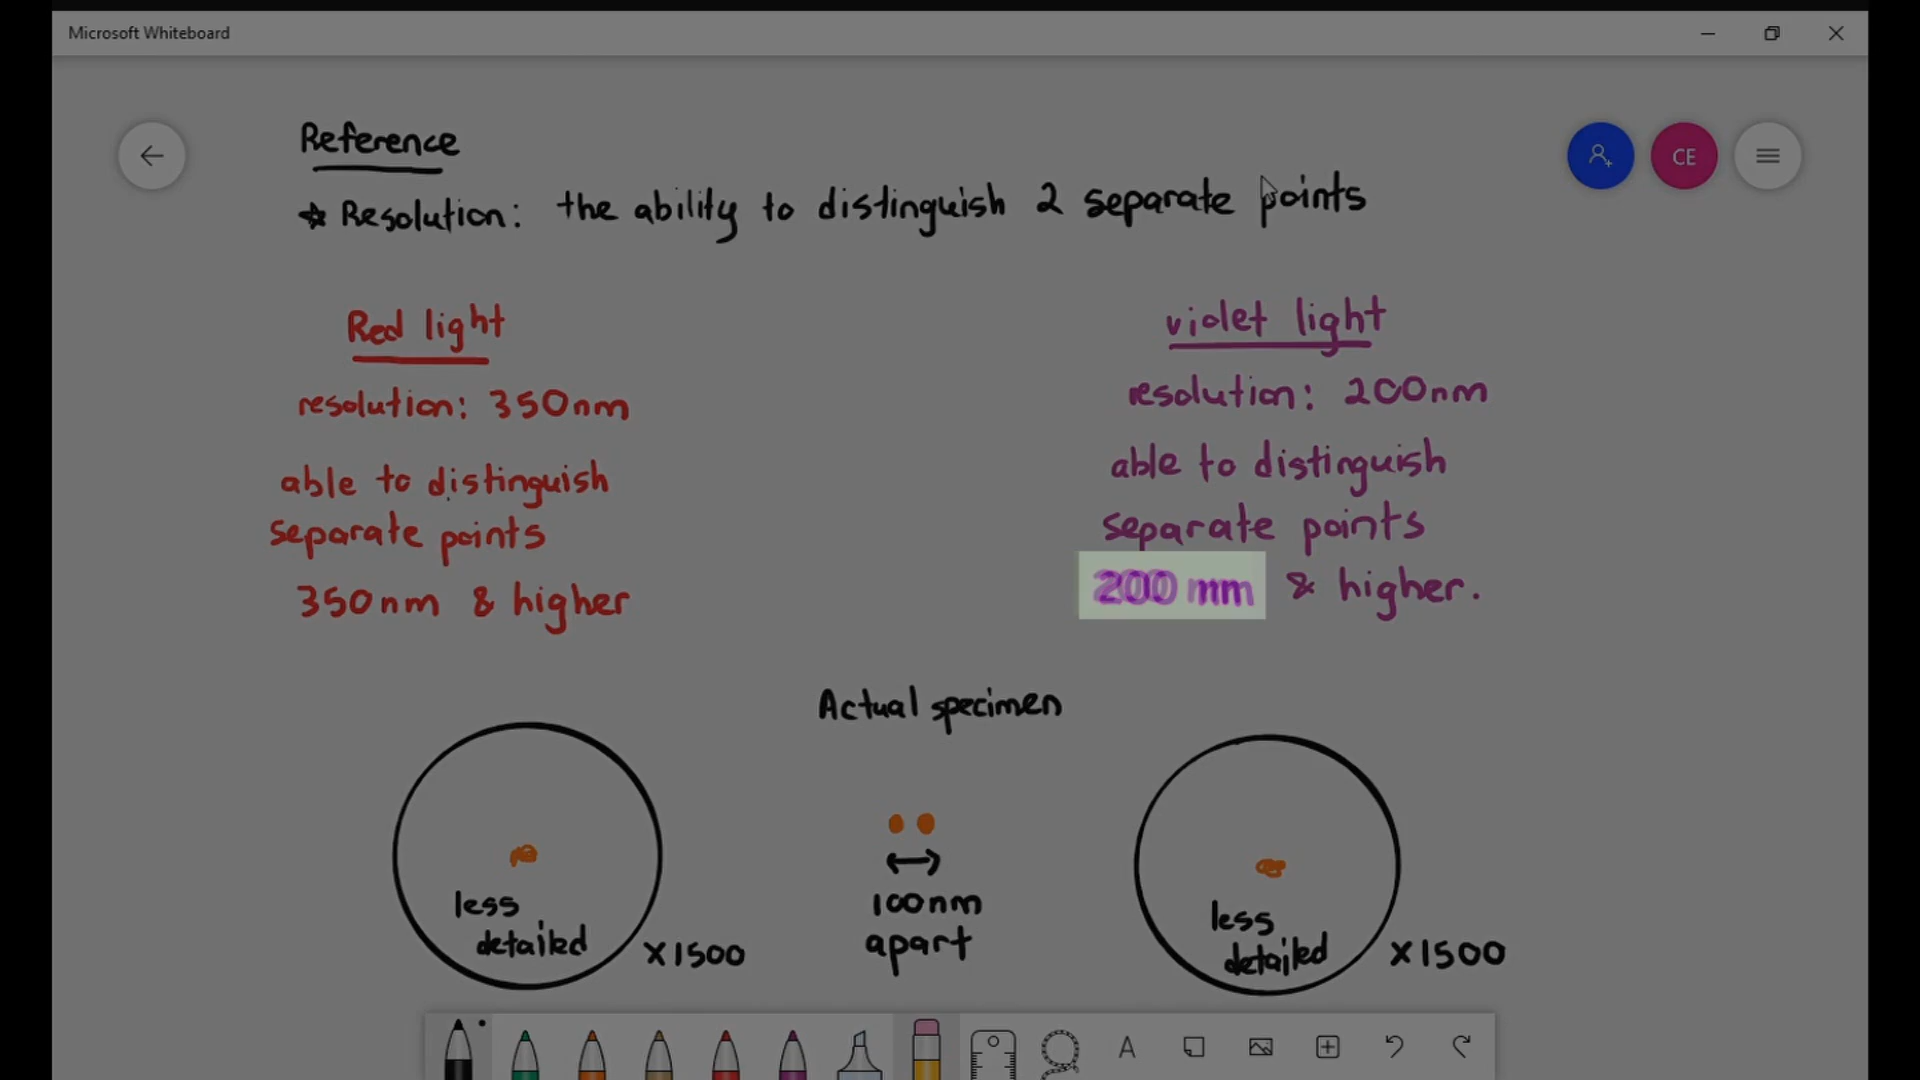 Microsoft Whiteboard
Reference
CE
☆ Resolution: the ability to distinguish 2 separate points
Red light
violet light
resolution: 350nm
resolution: 200nm
able to distinguish
separate points
350nm & higher
able to distinguish
separate points
200 nm & higher.
Actual specimen
less
detailed
x1500
100nm
apart
less
detailed
x1500
A